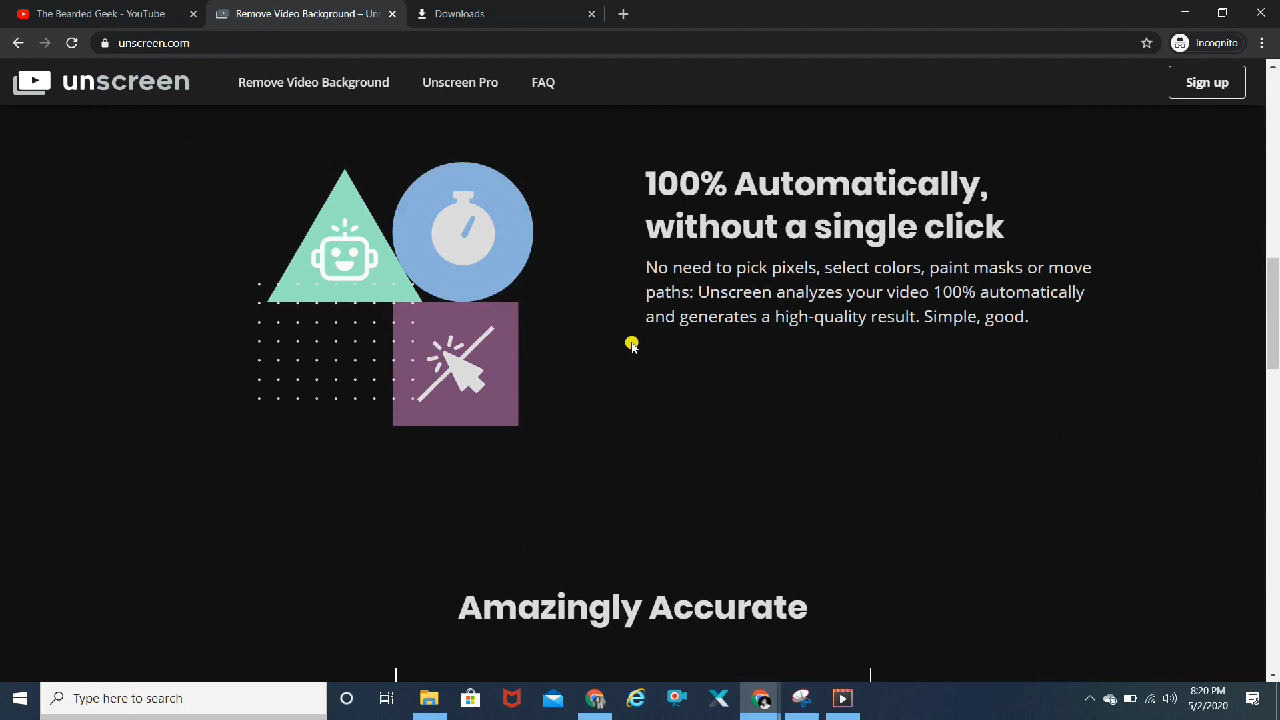 The Bearded Geek - YouTube
Remove Video Background – Uns
Downloads
unscreen.com
Incognito
unscreen
Remove Video Background
Unscreen Pro
FAQ
Sign up
100% Automatically,
without a single click
No need to pick pixels, select colors, paint masks or move
paths: Unscreen analyzes your video 100% automatically
and generates a high-quality result. Simple, good.
Amazingly Accurate
Type here to search
8:20 PM
5/2/2020